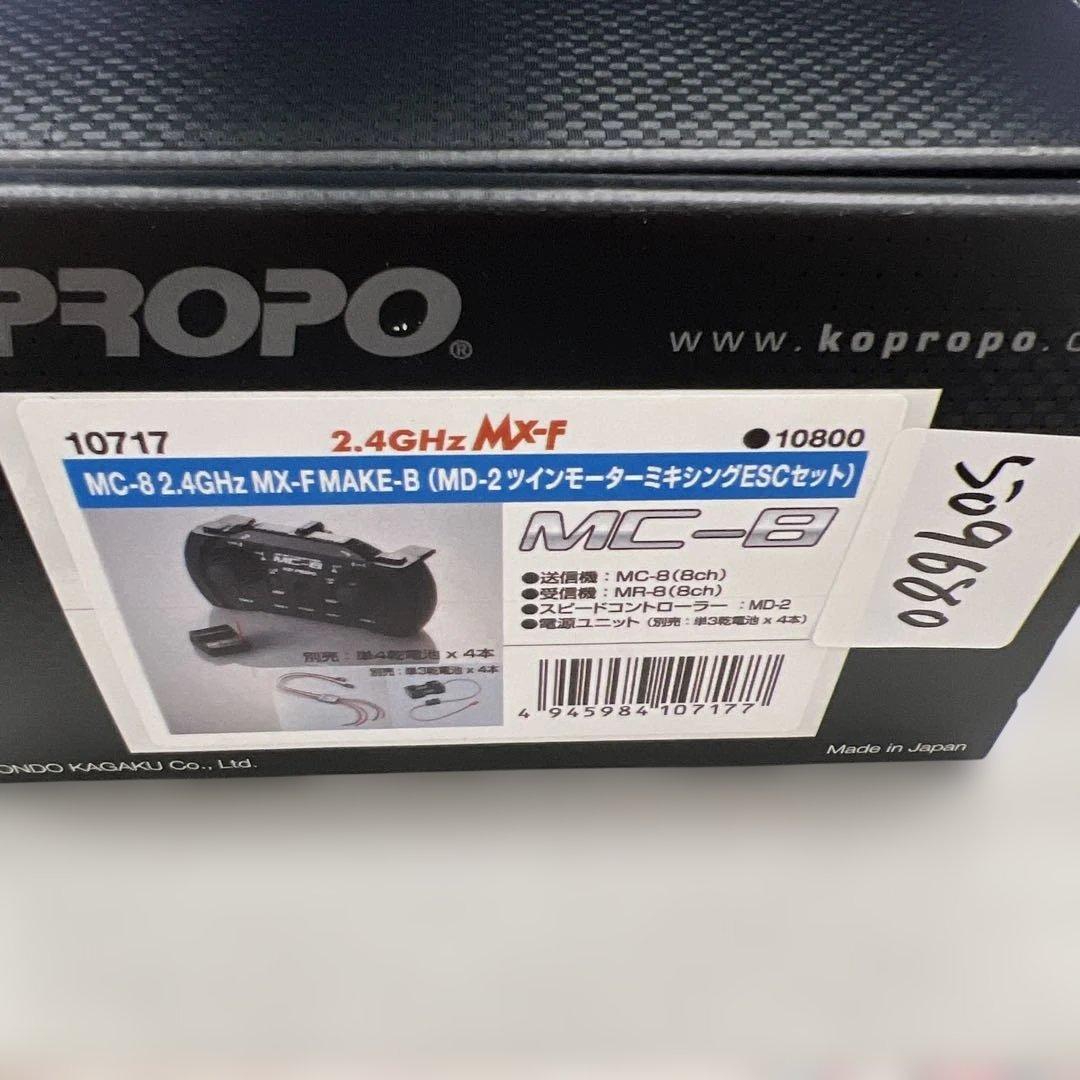 PROPO®
www.kopropo.c
10717
2.4GHz MX-F
●10800
MC-8 2.4GHz MX-F MAKE-B (MD-2 ツインモーターミキシングESCセット)
MC-8
KO PROPO
MC-8
●送信機：MC-8(8ch)
●受信機：MR-8(8ch)
●スピードコントローラー：MD-2
●電源ユニット（別売：単3乾電池 x 4本）
別売：単4乾電池 x 4本
別売：単3乾電池 x 4本
4 945984 107177
ONDO KAGAKU Co., Ltd.
Made in Japan